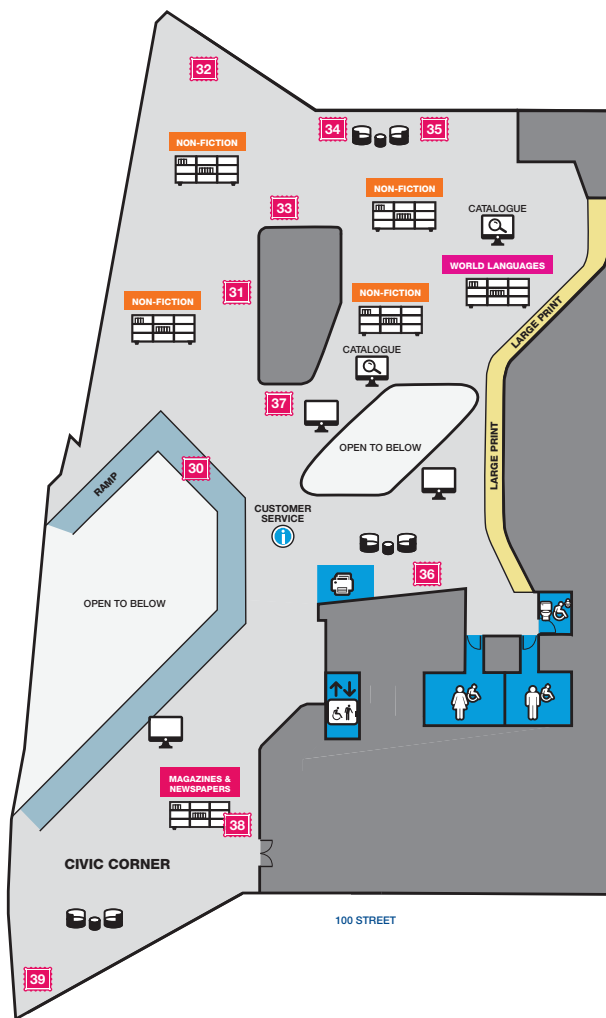 32
34
35
NON-FICTION
NON-FICTION
33
CATALOGUE
WORLD LANGUAGES
31
NON-FICTION
NON-FICTION
LARGE PRINT
CATALOGUE
37
OPEN TO BELOW
30
RAMP
LARGE PRINT
CUSTOMER
SERVICE
i
36
OPEN TO BELOW
MAGAZINES &
NEWSPAPERS
38
CIVIC CORNER
100 STREET
39